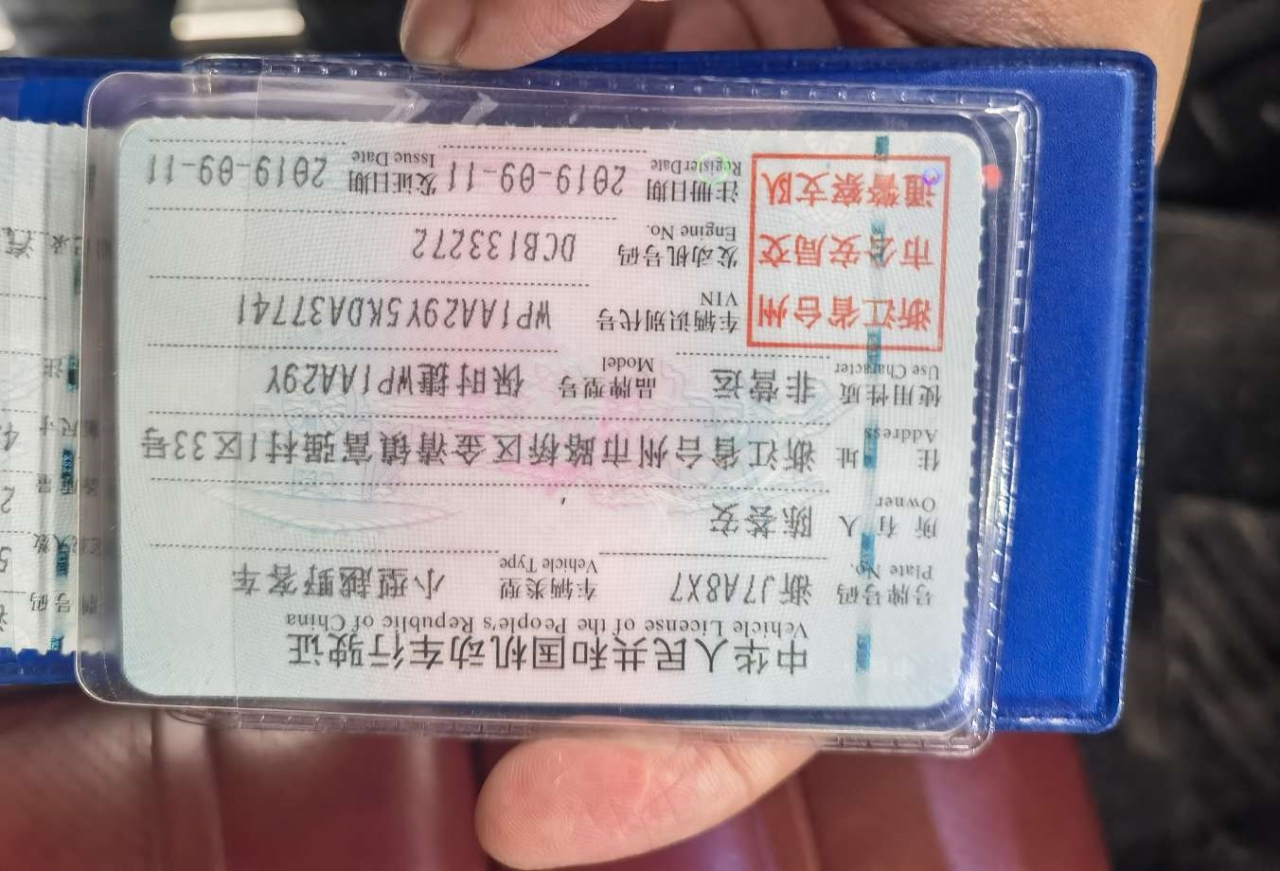 中华人民共和国机动车行驶证
Vehicle License of the People's Republic of China
号牌号码 浙J7A8X7 车辆类型 小型越野客车
Plate No. Vehicle Type
所有人 陈荟安
Owner
住址 浙江省台州市路桥区金清镇富强村1区33号
Address
使用性质 非营运 品牌型号 保时捷WP1AA29Y
Use Character Model
浙江省台州
市公安局交
通警察支队
车辆识别代号 WP1AA29Y5KDA37741
VIN
发动机号码 DCB133272
Engine No.
注册日期 2019-09-11 发证日期 2019-09-11
Register Date Issue Date